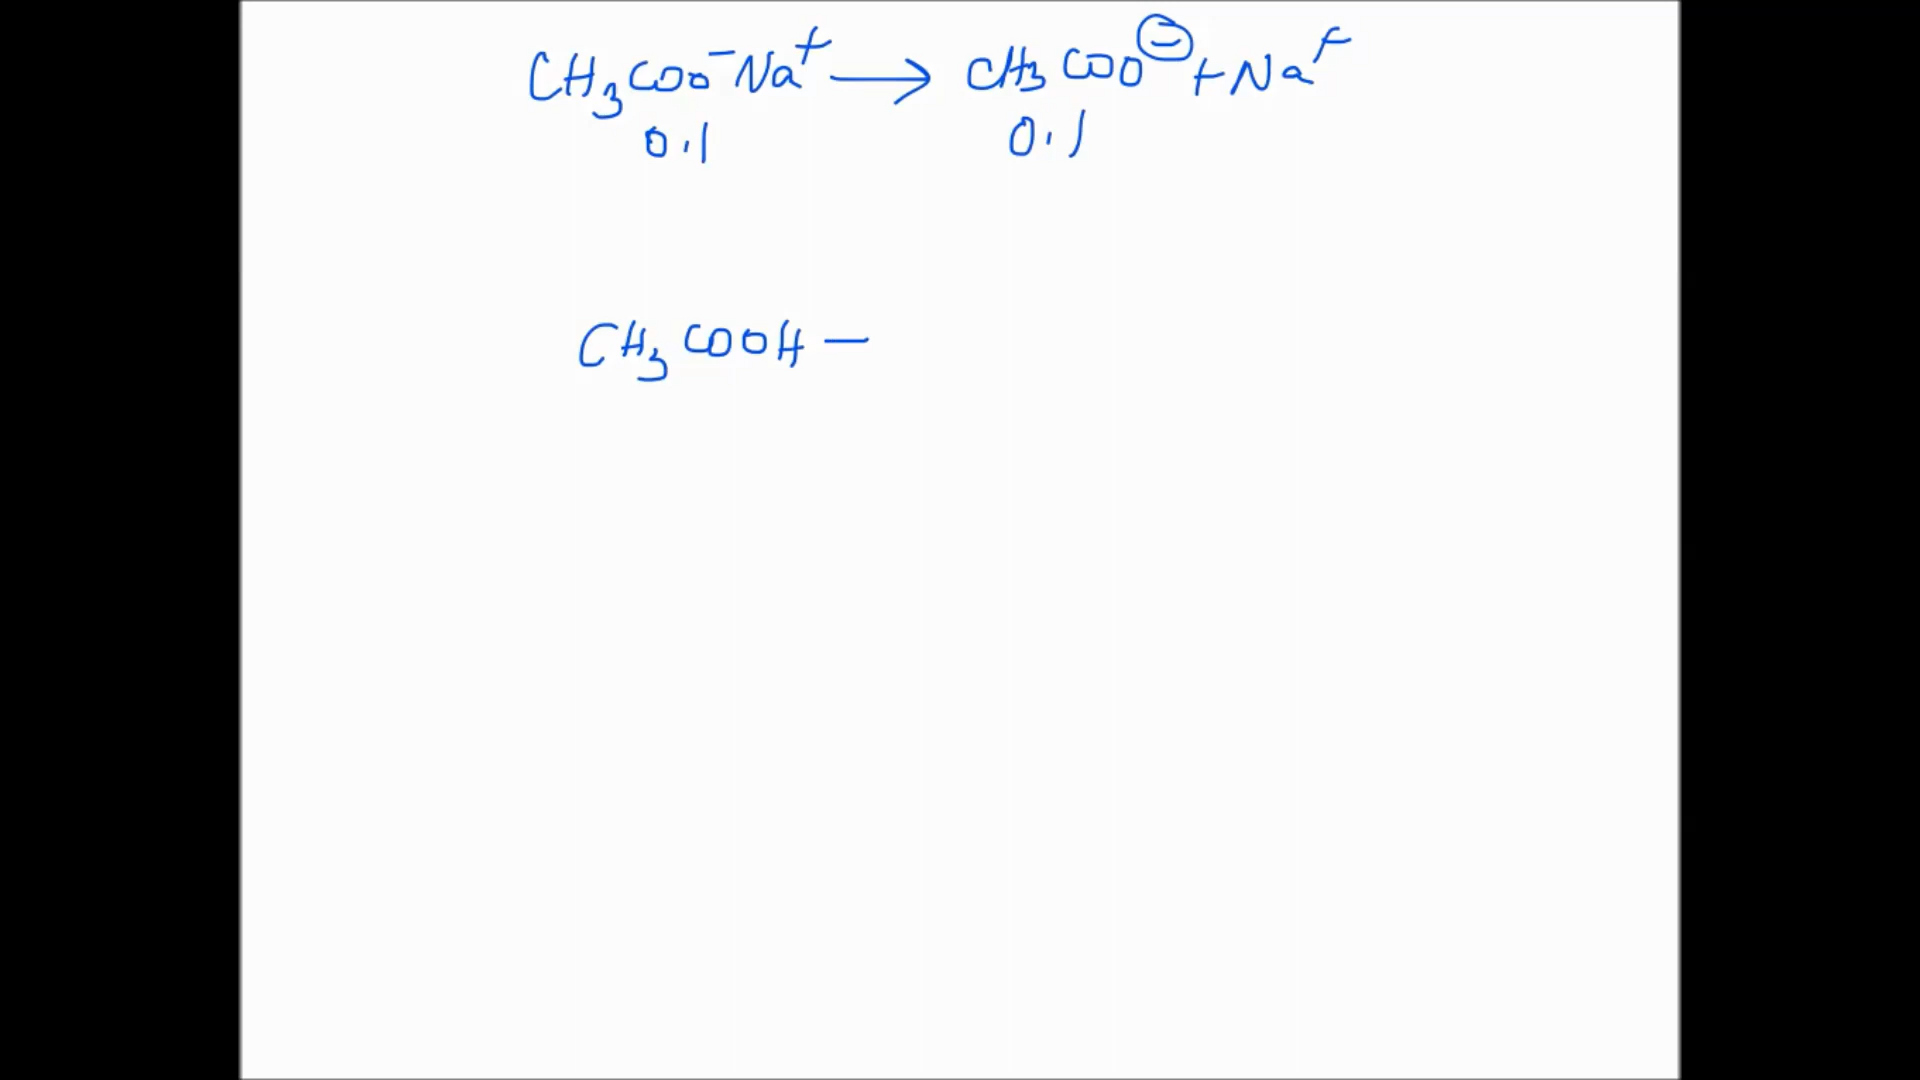 CH₃COO⁻Na⁺ ⟶ CH₃COO⊖ + Na⁺
0.1 0.1
CH₃COOH —